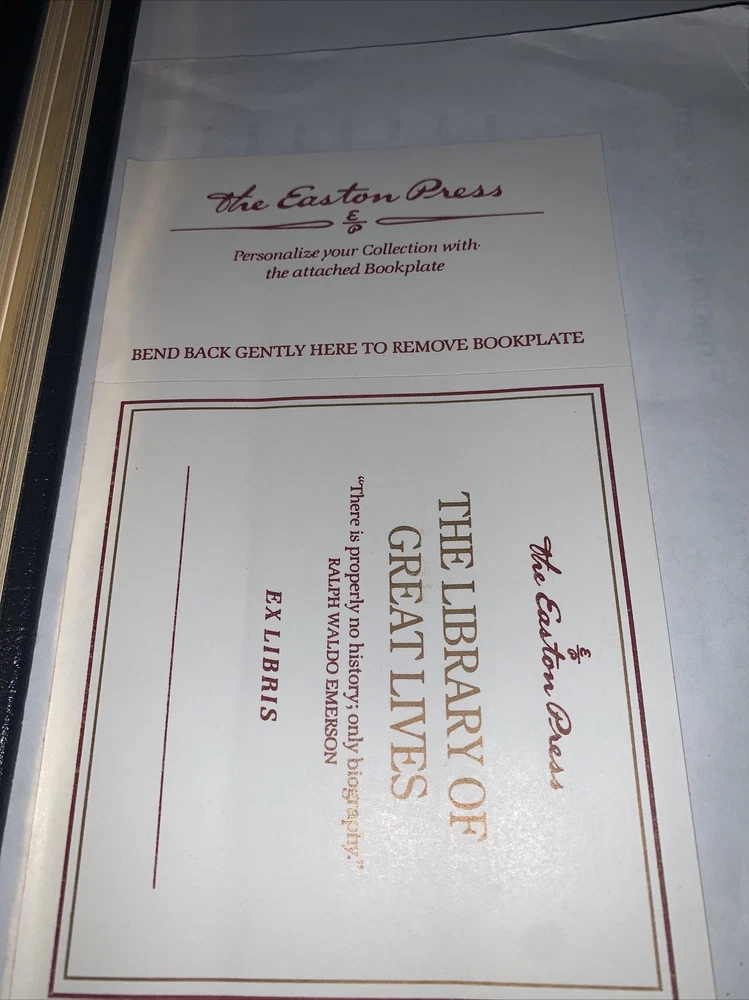 The Easton Press
E
P
Personalize your Collection with
the attached Bookplate
BEND BACK GENTLY HERE TO REMOVE BOOKPLATE
The Easton Press
E
P
THE LIBRARY OF
GREAT LIVES
“There is properly no history; only biography.”
RALPH WALDO EMERSON
EX LIBRIS